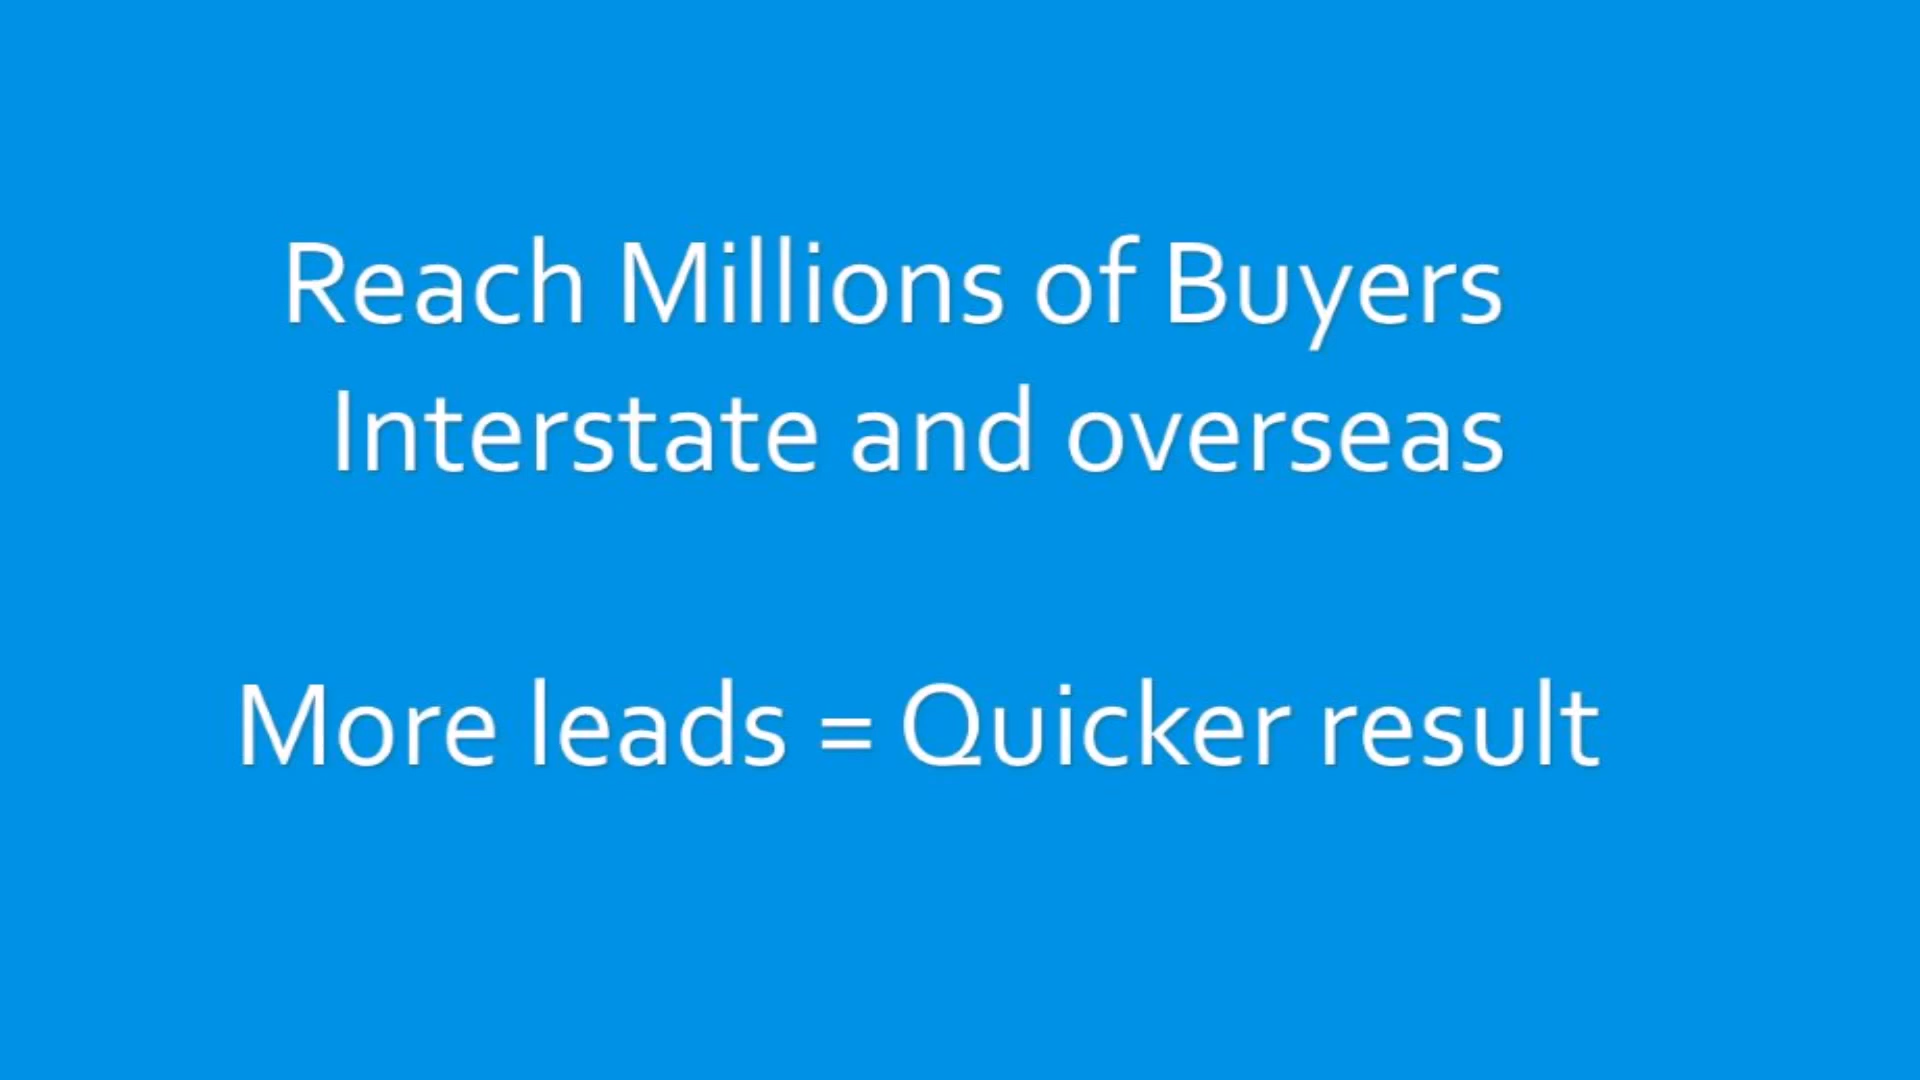 Reach Millions of Buyers
Interstate and overseas
More leads = Quicker result